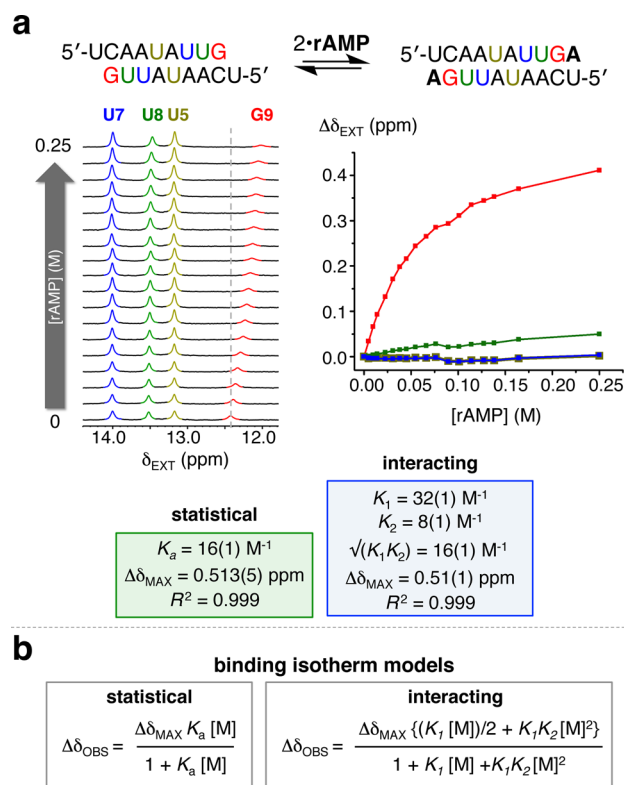 a
5′-UCAAUAUUG
GUUAUAACU-5′
2•rAMP
5′-UCAAUAUUGA
AGUUAUAACU-5′
U7 U8 U5 G9
0.25
[rAMP] (M)
0
14.0 13.0 12.0
δEXT (ppm)
ΔδEXT (ppm)
0.4
0.3
0.2
0.1
0.0
0.00 0.05 0.10 0.15 0.20 0.25
[rAMP] (M)
statistical
Ka = 16(1) M-1
ΔδMAX = 0.513(5) ppm
R2 = 0.999
interacting
K1 = 32(1) M-1
K2 = 8(1) M-1
√(K1K2) = 16(1) M-1
ΔδMAX = 0.51(1) ppm
R2 = 0.999
b
binding isotherm models
statistical
ΔδOBS = ΔδMAX Ka [M]
1 + Ka [M]
interacting
ΔδOBS = ΔδMAX {(K1 [M])/2 + K1K2[M]2}
1 + K1 [M] +K1K2[M]2